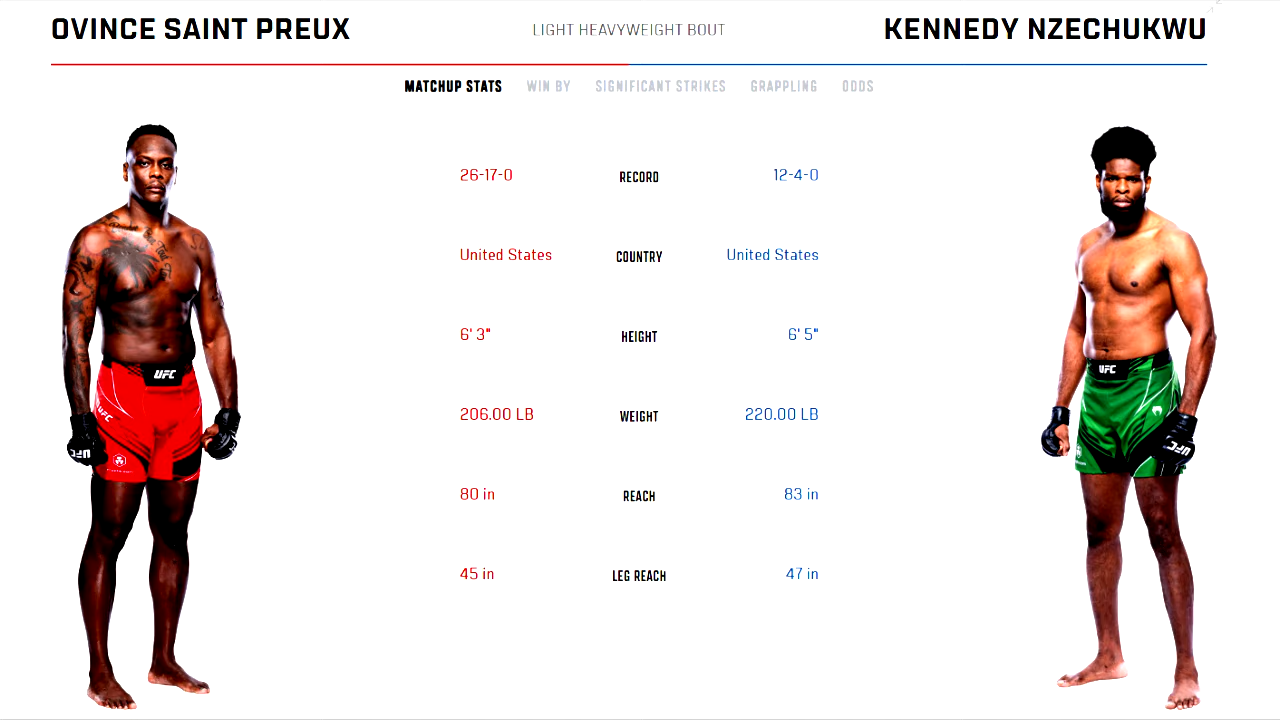 OVINCE SAINT PREUX
LIGHT HEAVYWEIGHT BOUT
KENNEDY NZECHUKWU
MATCHUP STATS WIN BY SIGNIFICANT STRIKES GRAPPLING ODDS
26-17-0 RECORD 12-4-0
United States COUNTRY United States
6' 3" HEIGHT 6' 5"
206.00 LB WEIGHT 220.00 LB
80 in REACH 83 in
45 in LEG REACH 47 in
UFC
UFC
UFC
UFC
UFC
UFC